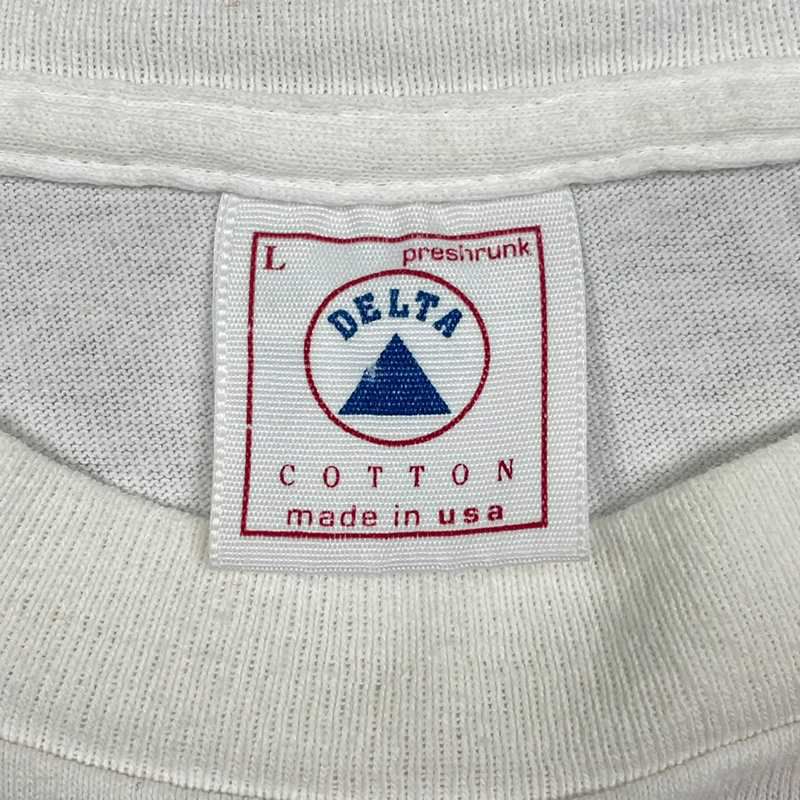 L preshrunk
DELTA
COTTON
made in usa